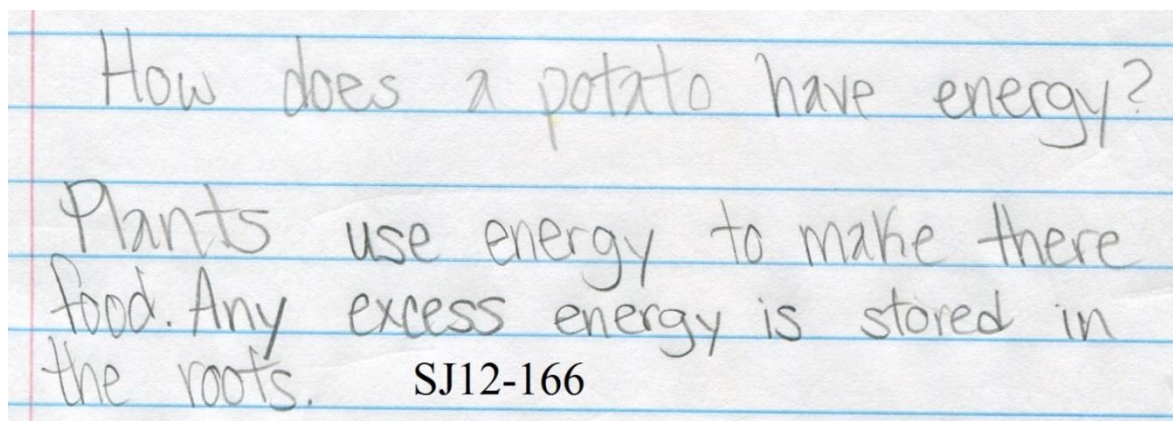 How does a potato have energy?
Plants use energy to make there
food. Any excess energy is stored in
the roots. SJ12-166